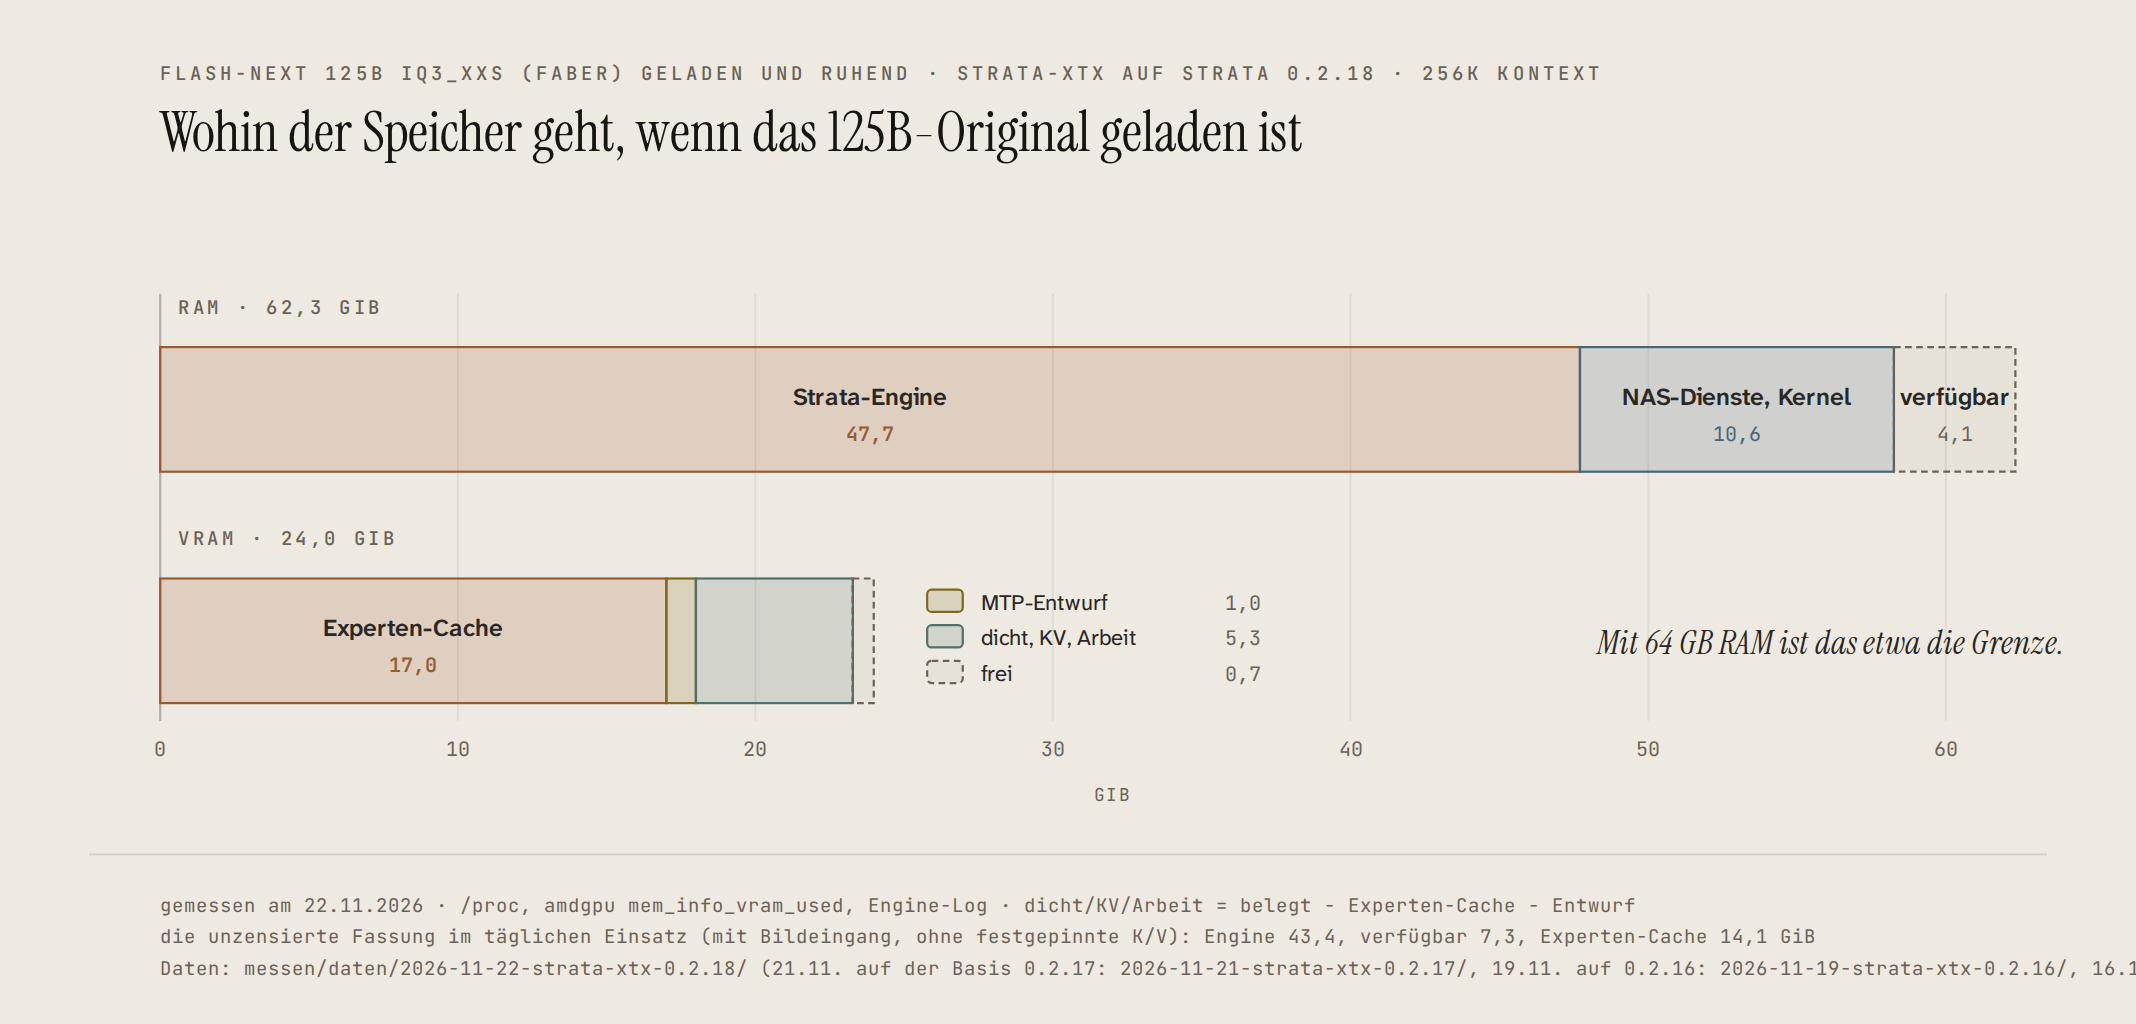 FLASH-NEXT 125B IQ3_XXS (FABER) GELADEN UND RUHEND · STRATA-XTX AUF STRATA 0.2.18 · 256K KONTEXT
Wohin der Speicher geht, wenn das 125B-Original geladen ist
RAM · 62,3 GIB
Strata-Engine
47,7
NAS-Dienste, Kernel
10,6
verfügbar
4,1
VRAM · 24,0 GIB
Experten-Cache
17,0
MTP-Entwurf 1,0
dicht, KV, Arbeit 5,3
frei 0,7
Mit 64 GB RAM ist das etwa die Grenze.
0 10 20 30 40 50 60
GIB
gemessen am 22.11.2026 · /proc, amdgpu mem_info_vram_used, Engine-Log · dicht/KV/Arbeit = belegt - Experten-Cache - Entwurf
die unzensierte Fassung im täglichen Einsatz (mit Bildeingang, ohne festgepinnte K/V): Engine 43,4, verfügbar 7,3, Experten-Cache 14,1 GiB
Daten: messen/daten/2026-11-22-strata-xtx-0.2.18/ (21.11. auf der Basis 0.2.17: 2026-11-21-strata-xtx-0.2.17/, 19.11. auf 0.2.16: 2026-11-19-strata-xtx-0.2.16/, 16.1